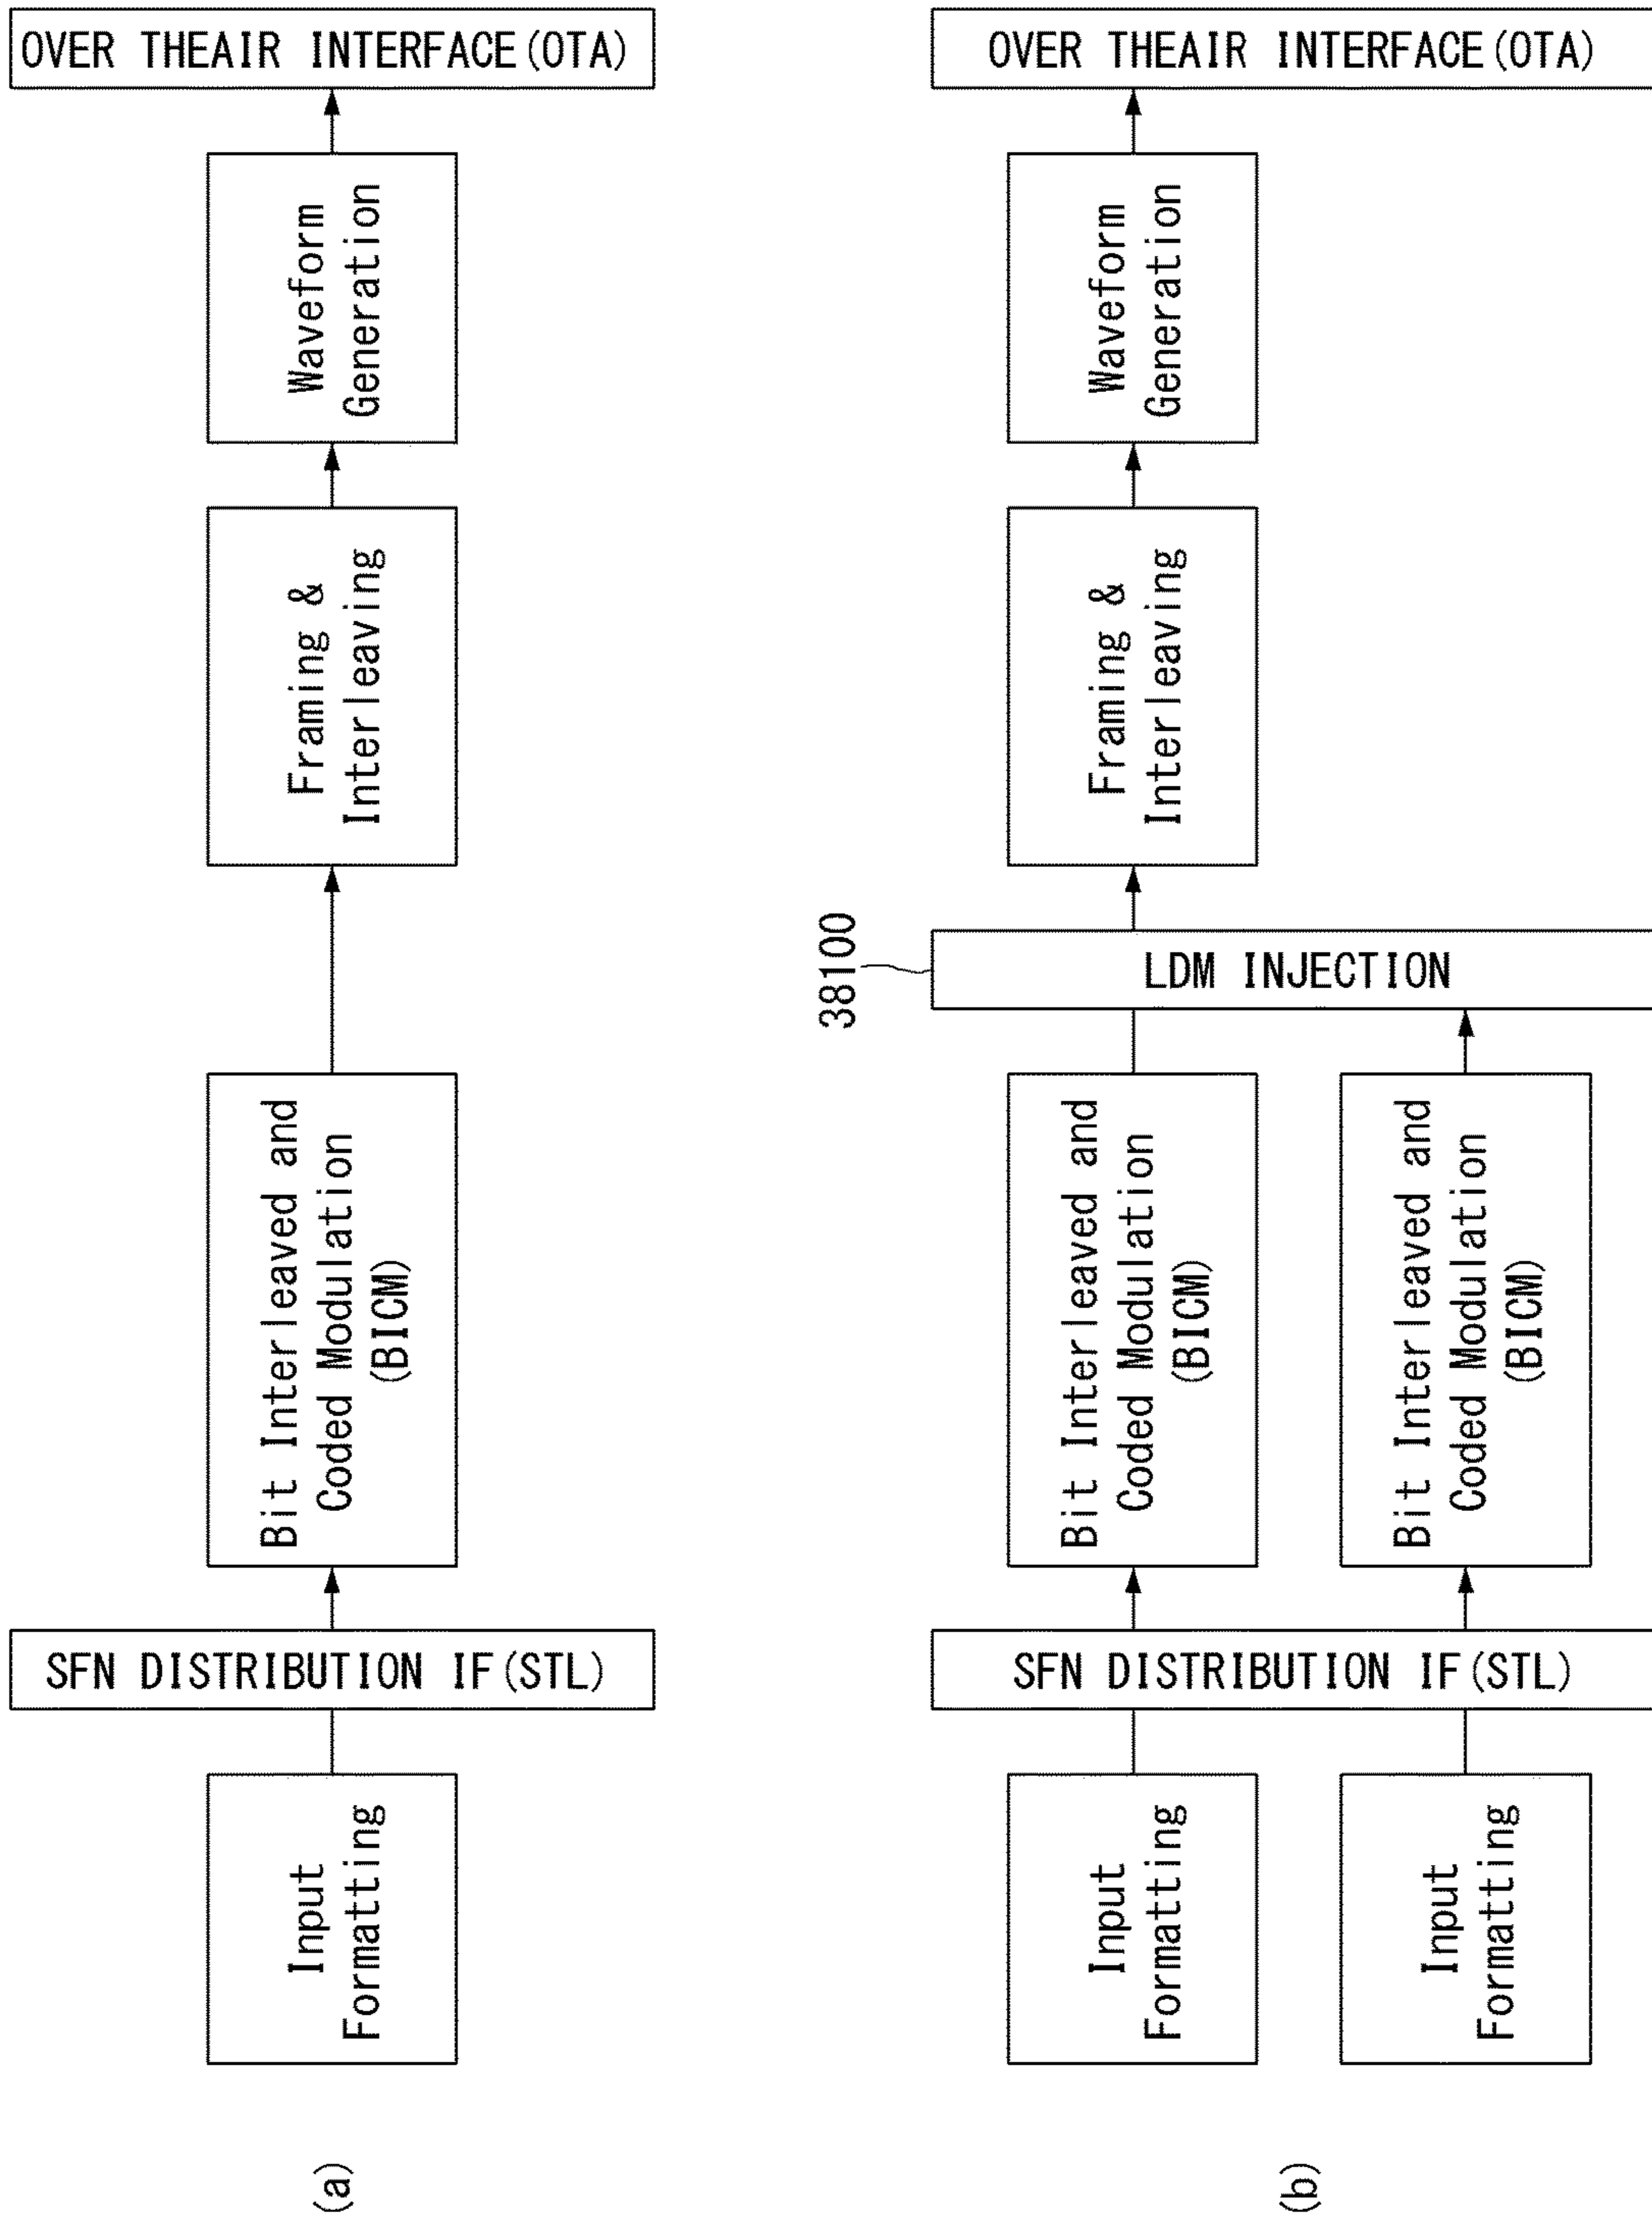 (a)
Input
Formatting
SFN DISTRIBUTION IF(STL)
Bit Interleaved and
Coded Modulation
(BICM)
Framing &
Interleaving
Waveform
Generation
OVER THEAIR INTERFACE(OTA)
(b)
Input
Formatting
Input
Formatting
SFN DISTRIBUTION IF(STL)
Bit Interleaved and
Coded Modulation
(BICM)
Bit Interleaved and
Coded Modulation
(BICM)
38100
LDM INJECTION
Framing &
Interleaving
Waveform
Generation
OVER THEAIR INTERFACE(OTA)